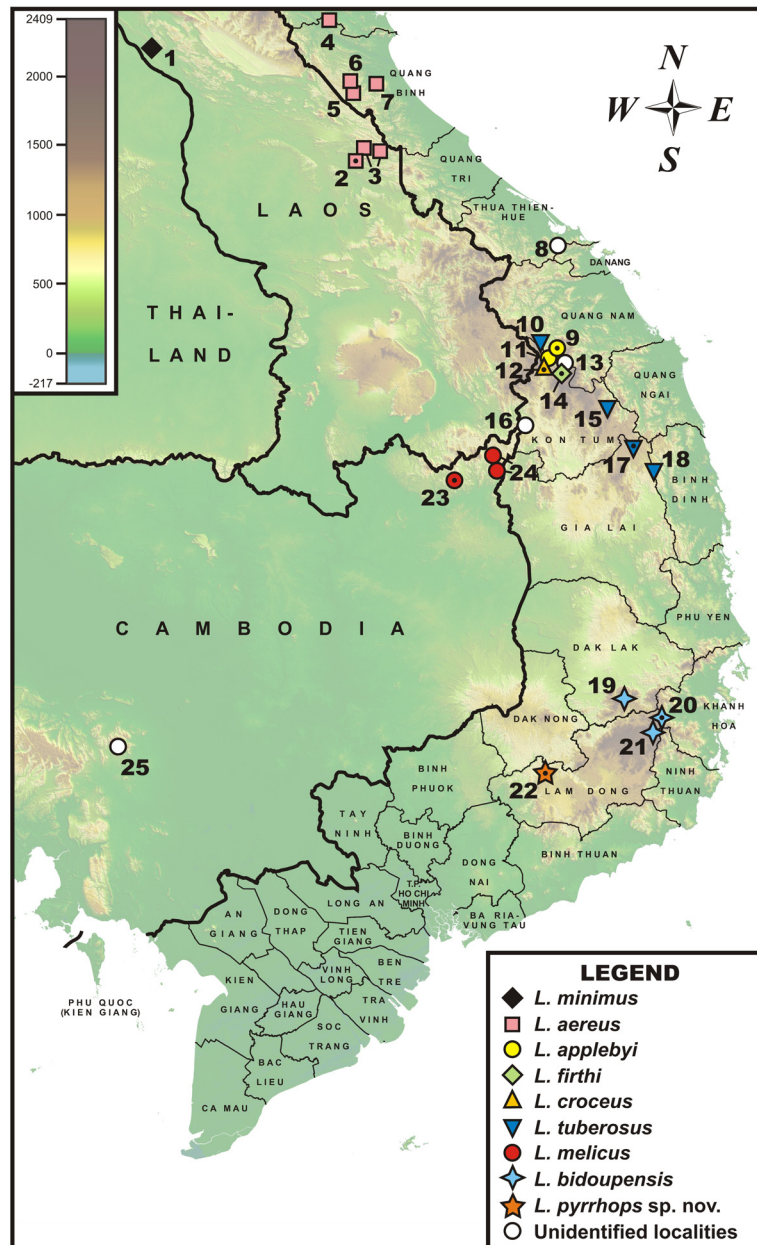 2409
2000
1500
1000
500
0
-217
N
W E
S
1
4
6
5
7
QUANG
BINH
2
3
QUANG
TRI
LAOS
THUA THIEN-
HUE
8
DA NANG
THAI-
LAND
QUANG NAM
10
9
11
12
13
14
QUANG
NGAI
15
16
KON TUM
17
18
BINH
DINH
24
23
GIA LAI
CAMBODIA
PHU YEN
DAK LAK
19
20
KHANH
HOA
21
DAK NONG
25
22
LAM DONG
NINH
THUAN
BINH
PHUOK
TAY
NINH
BINH
DUONG
DONG
NAI
BINH THUAN
T.P.
HO CHI
MINH
LONG AN
BA RIA-
VUNG TAU
AN
GIANG
DONG
THAP
TIEN
GIANG
BEN
TRE
VINH
LONG
KIEN
GIANG
HAU
GIANG
TRA
VINH
SOC
TRANG
BAC
LIEU
CA MAU
PHU QUOC
(KIEN GIANG)
LEGEND
L. minimus
L. aereus
L. applebyi
L. firthi
L. croceus
L. tuberosus
L. melicus
L. bidoupensis
L. pyrrhops sp. nov.
Unidentified localities